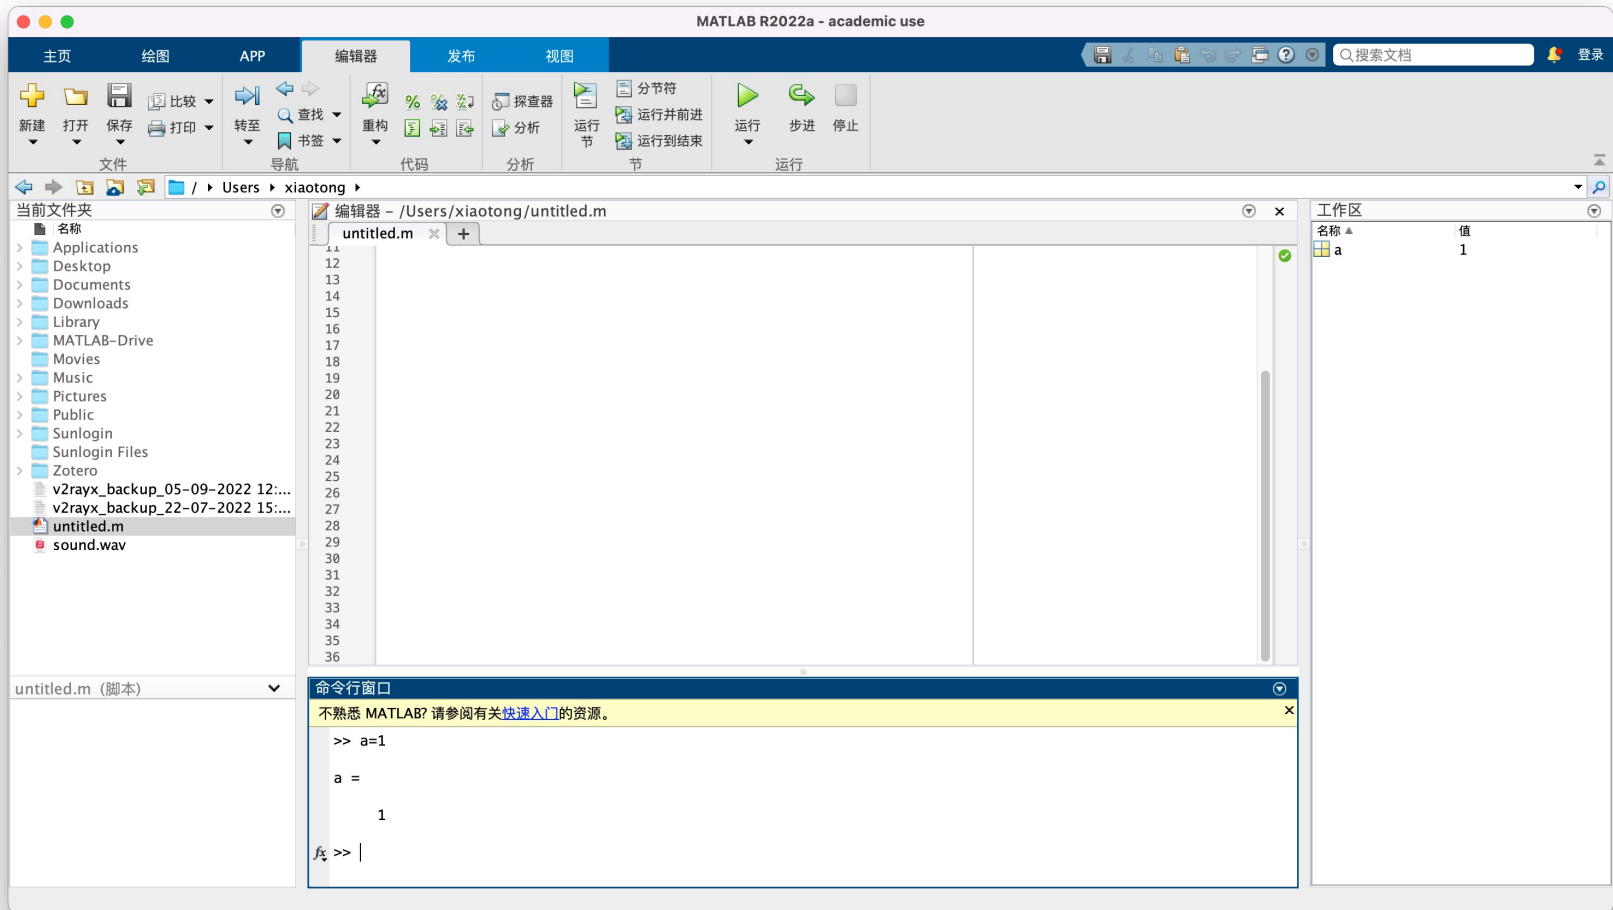 MATLAB R2022a - academic use
主页 绘图 APP 编辑器 发布 视图 搜索文档 登录
新建 打开 保存 比较 打印 转至 查找 书签 重构 探查器 分析 运行节 分节符 运行并前进 运行到结束 运行 步进 停止
文件 导航 代码 分析 节 运行
/ Users xiaotong
当前文件夹
名称
Applications
Desktop
Documents
Downloads
Library
MATLAB-Drive
Movies
Music
Pictures
Public
Sunlogin
Sunlogin Files
Zotero
v2rayx_backup_05-09-2022 12:...
v2rayx_backup_22-07-2022 15:...
untitled.m
sound.wav
untitled.m (脚本)
编辑器 – /Users/xiaotong/untitled.m
untitled.m
11
12
13
14
15
16
17
18
19
20
21
22
23
24
25
26
27
28
29
30
31
32
33
34
35
36
命令行窗口
不熟悉 MATLAB? 请参阅有关快速入门的资源。
>> a=1
a =
1
fx >>
工作区
名称 值
a 1